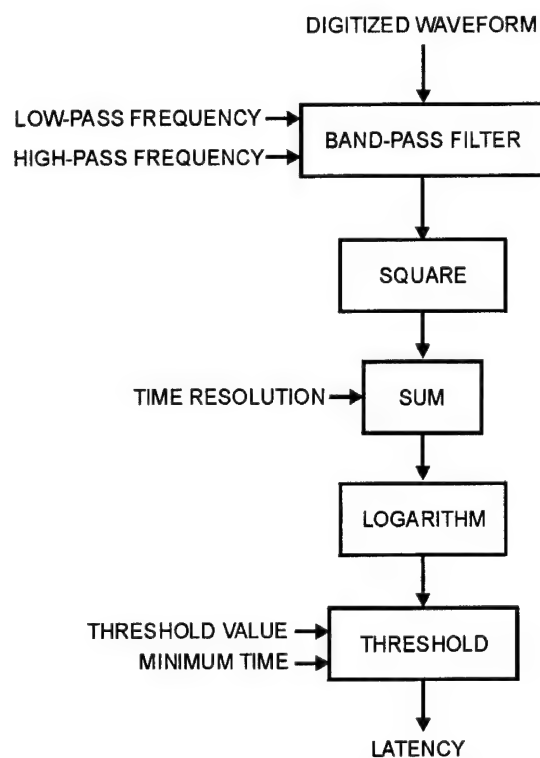 DIGITIZED WAVEFORM
LOW-PASS FREQUENCY
HIGH-PASS FREQUENCY
BAND-PASS FILTER
SQUARE
TIME RESOLUTION
SUM
LOGARITHM
THRESHOLD VALUE
MINIMUM TIME
THRESHOLD
LATENCY